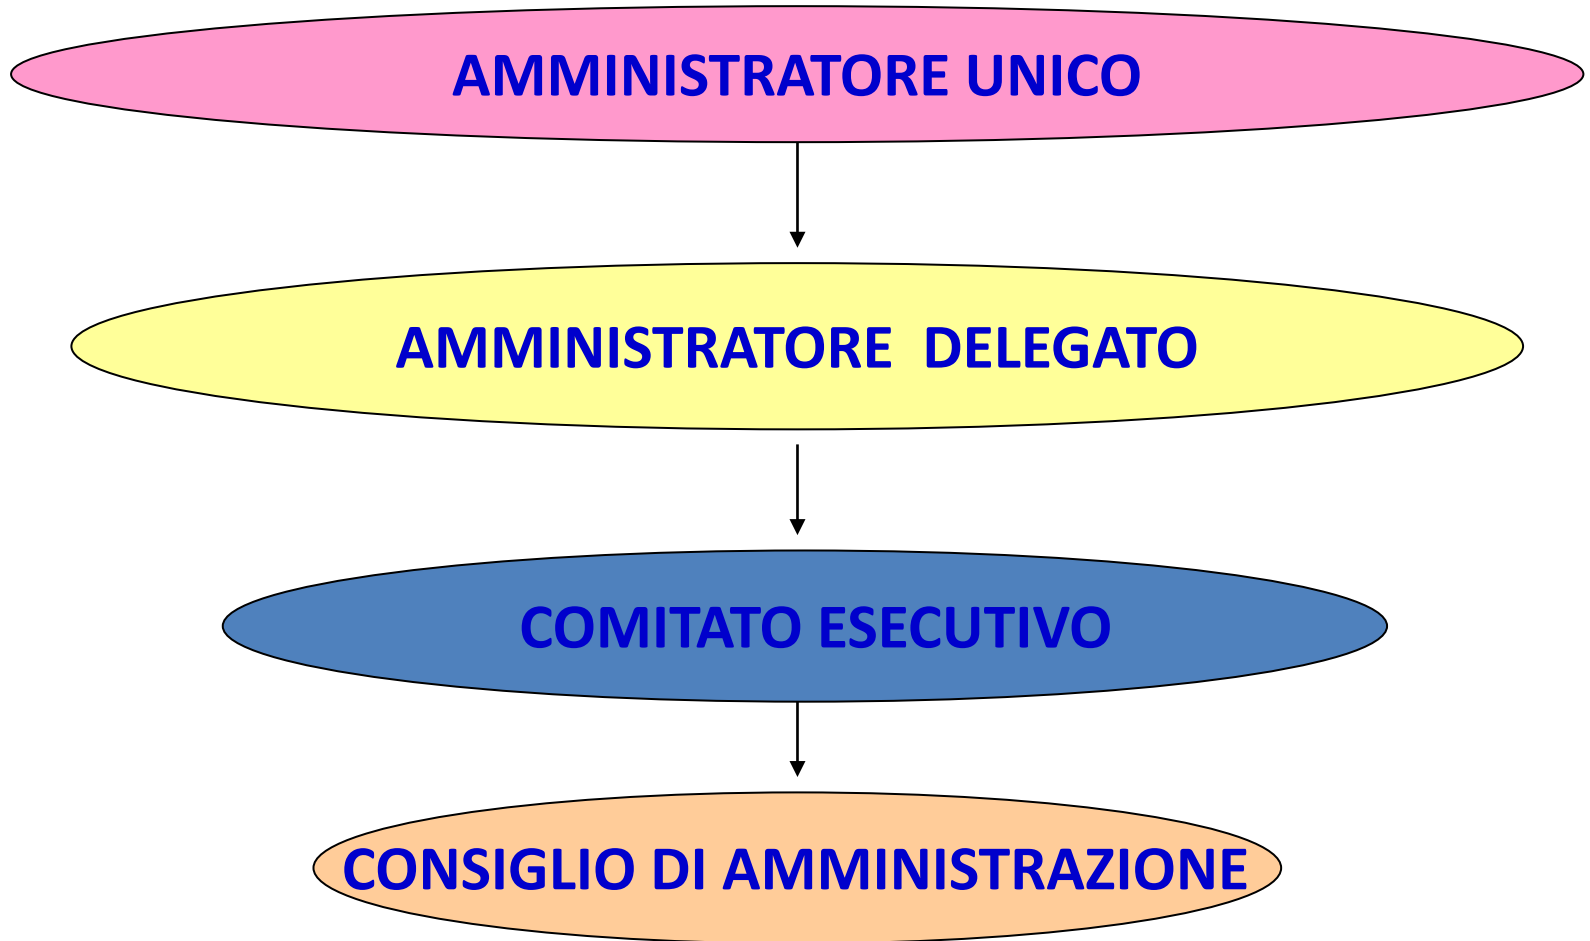 AMMINISTRATORE UNICO
AMMINISTRATORE DELEGATO
COMITATO ESECUTIVO
CONSIGLIO DI AMMINISTRAZIONE